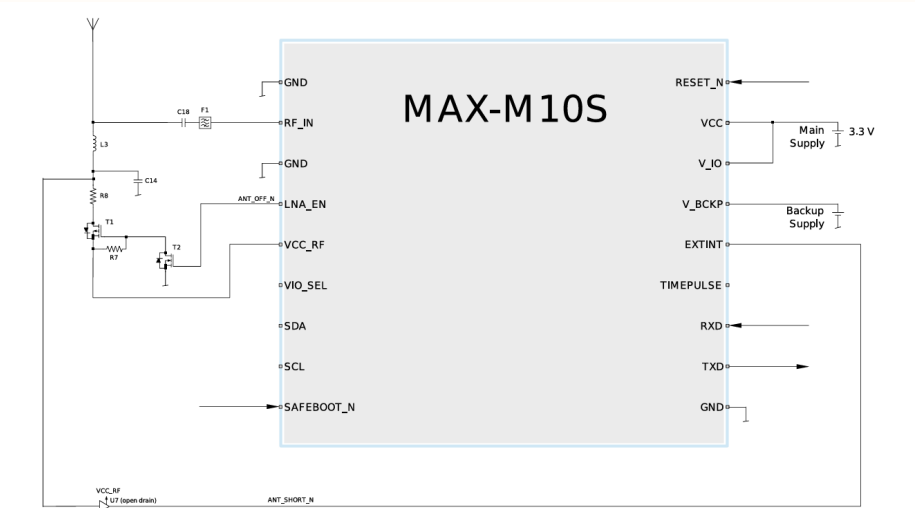 MAX-M10S
GND
RESET_N
C18
F1
RF_IN
VCC
Main
Supply
3.3 V
L3
GND
V_IO
C14
R8
ANT_OFF_N
LNA_EN
V_BCKP
Backup
Supply
T1
T2
R7
VCC_RF
EXTINT
VIO_SEL
TIMEPULSE
SDA
RXD
SCL
TXD
SAFEBOOT_N
GND
VCC_RF
U7 (open drain)
ANT_SHORT_N